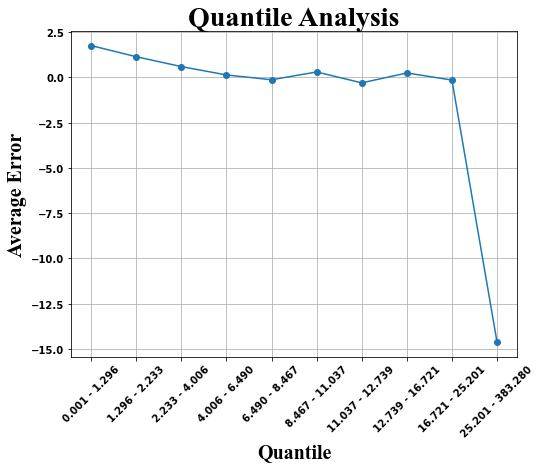 Quantile Analysis
Average Error
2.5
0.0
−2.5
−5.0
−7.5
−10.0
−12.5
−15.0
0.001 - 1.296
1.296 - 2.233
2.233 - 4.006
4.006 - 6.490
6.490 - 8.467
8.467 - 11.037
11.037 - 12.739
12.739 - 16.721
16.721 - 25.201
25.201 - 383.280
Quantile